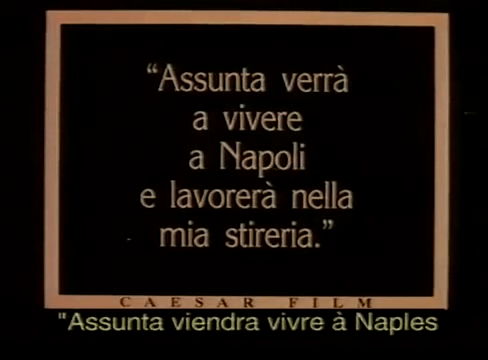 “Assunta verrà
a vivere
a Napoli
e lavorerà nella
mia stireria.”
CAESAR FILM
"Assunta viendra vivre à Naples